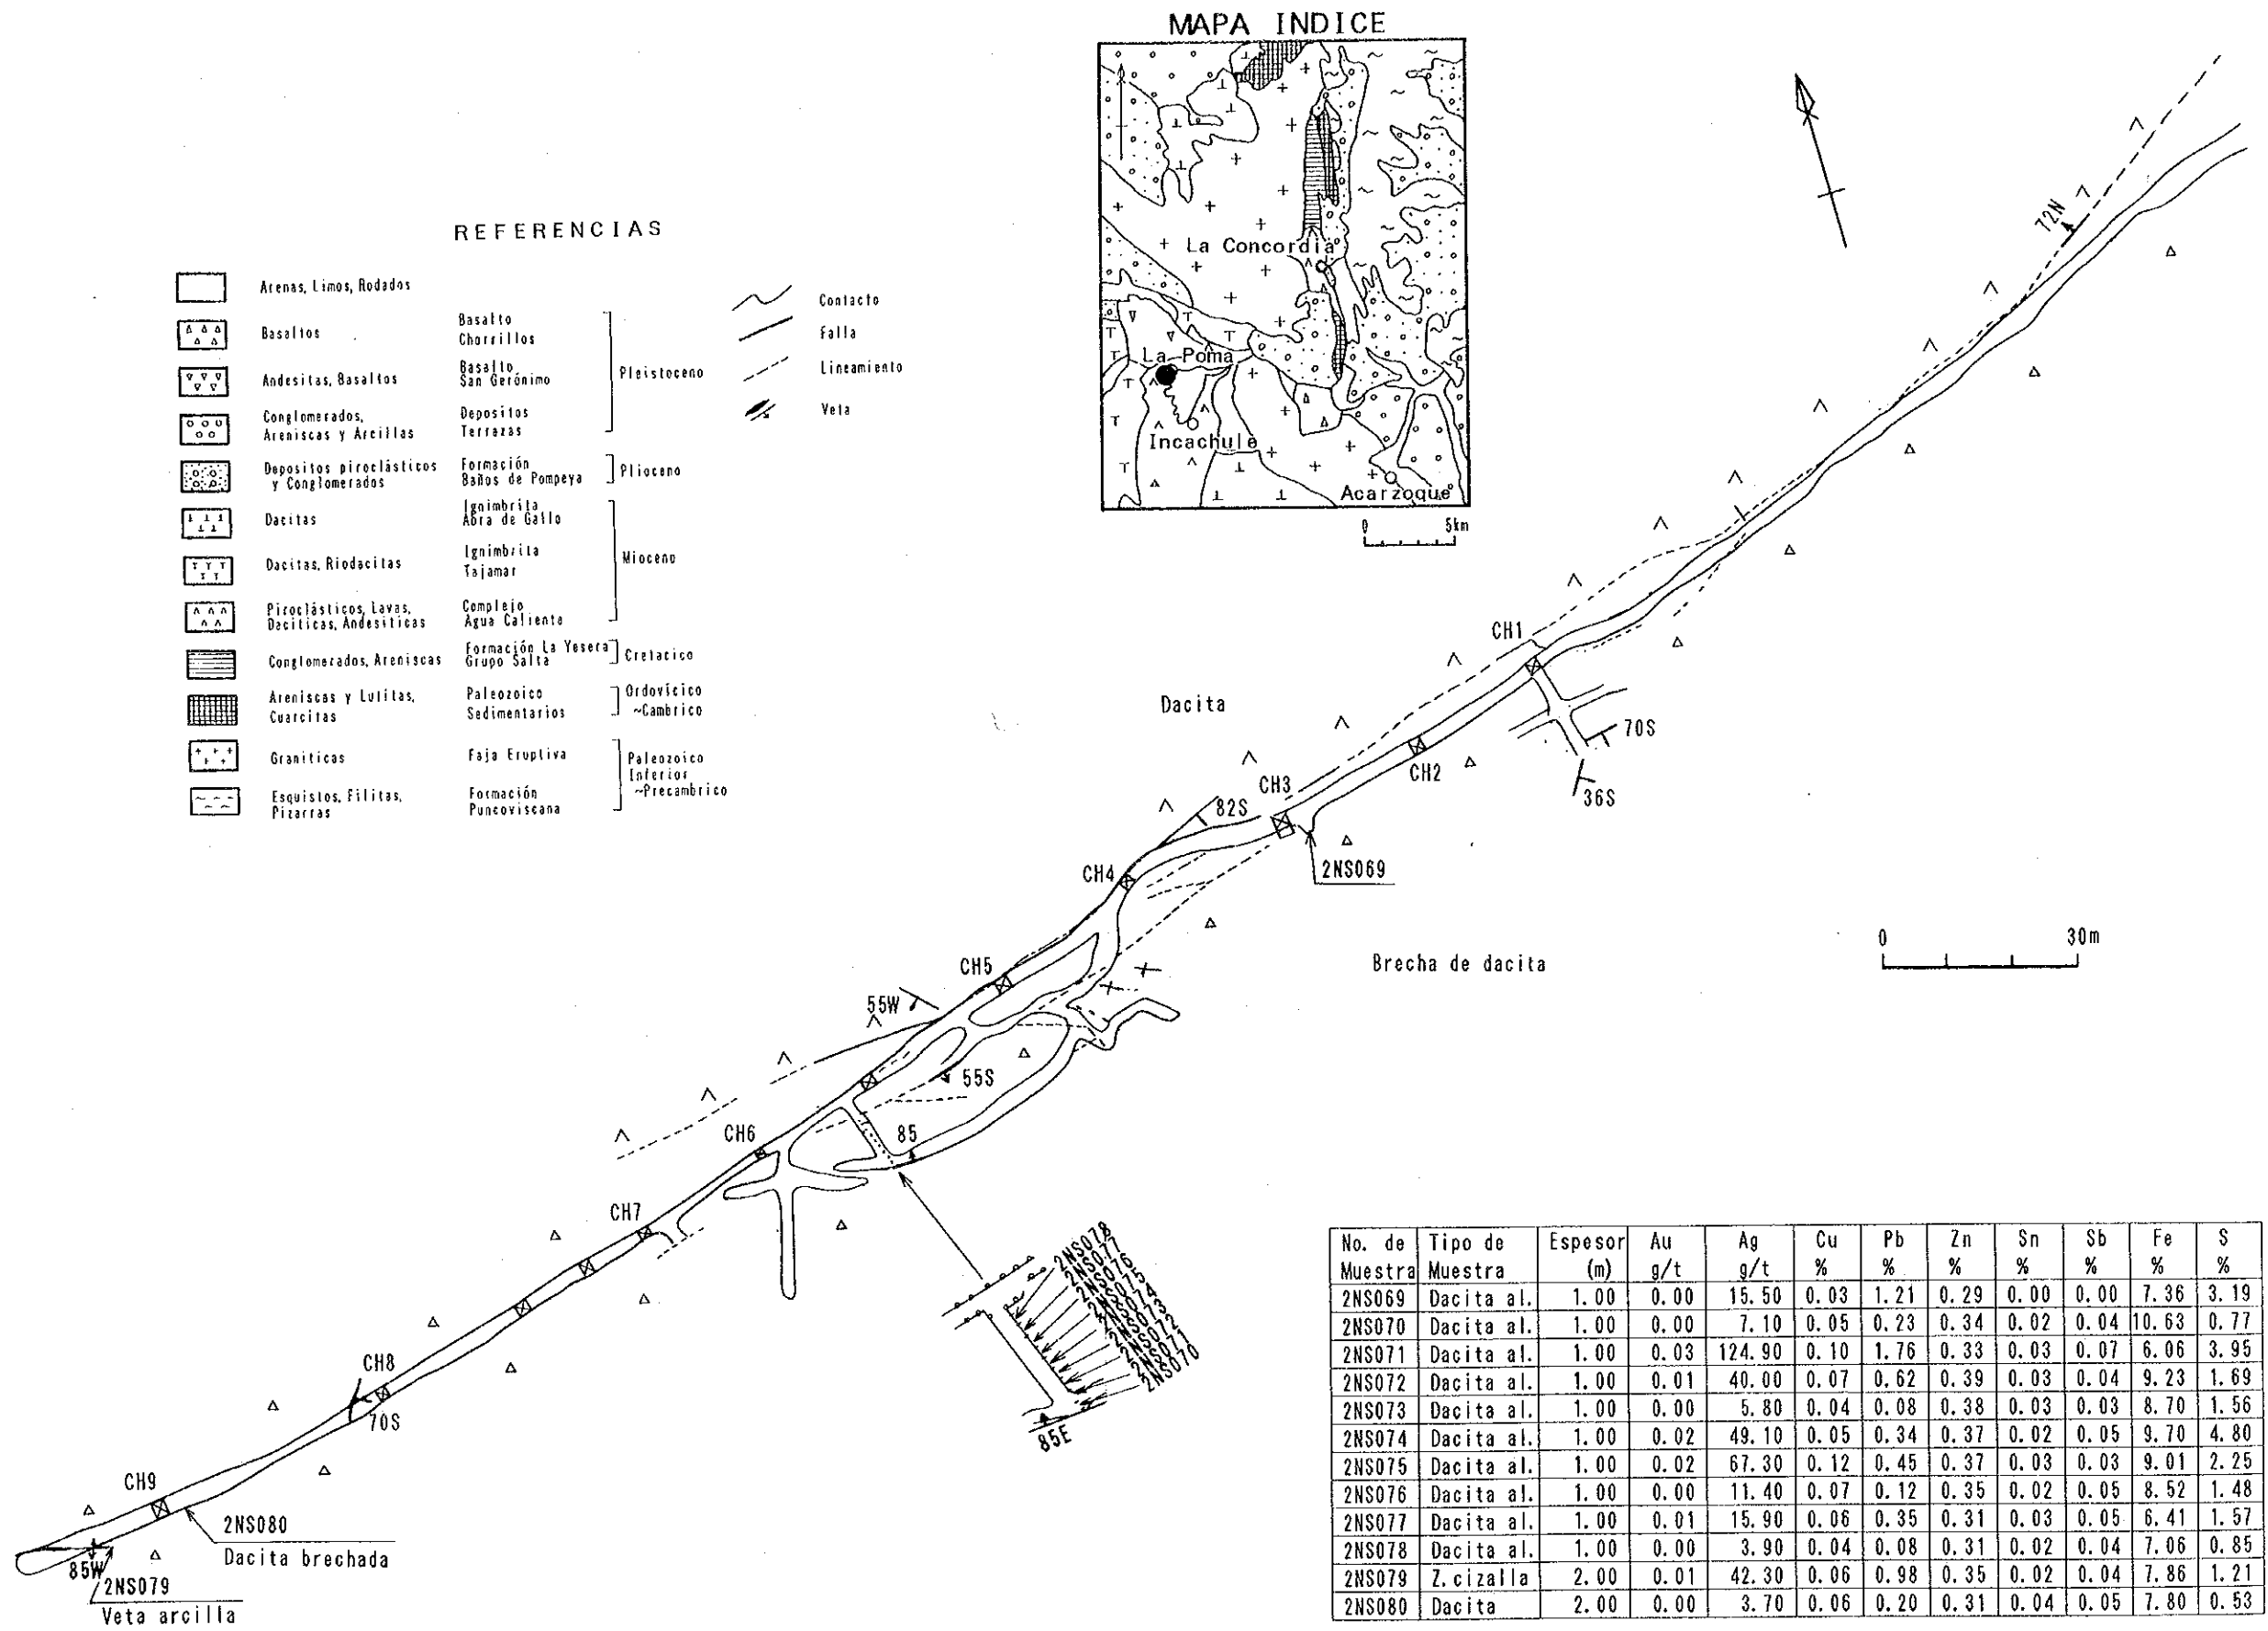 MAPA INDICE
La Concordia
La Poma
Incachule
Acarzoque
0 5km
REFERENCIAS
Arenas, Limos, Rodados
Basaltos
Basalto
Chorrillos
Andesitas, Basaltos
Basalto
San Gerónimo
Pleistoceno
Conglomerados,
Areniscas y Arcillas
Depositos
Terrazas
Depositos piroclásticos
y Conglomerados
Formación
Baños de Pompeya
Plioceno
Dacitas
Ignimbrita
Abra de Gallo
Dacitas, Riodacitas
Ignimbrita
Tajamar
Mioceno
Piroclásticos, Lavas,
Daciticas, Andesiticas
Complejo
Agua Caliente
Conglomerados, Areniscas
Formación La Yesera
Grupo Salta
Cretacico
Areniscas y Lutitas,
Cuarcitas
Paleozoico
Sedimentarios
Ordovícico
~Cambrico
Graniticas
Faja Eruptiva
Paleozoico
Inferior
~Precambrico
Esquistos, Filitas,
Pizarras
Formación
Puncoviscana
Contacto
Falla
Lineamiento
Veta
72N
CH1
Dacita
70S
CH2
36S
CH3
82S
2NS069
CH4
0 30m
Brecha de dacita
CH5
55W
55S
CH6
85
CH7
2NS078
2NS070
85E
CH8
70S
CH9
2NS080
Dacita brechada
85W
2NS079
Veta arcilla
No. de Muestra Tipo de Muestra Espesor (m) Au g/t Ag g/t Cu % Pb % Zn % Sn % Sb % Fe % S %
2NS069 Dacita al. 1.00 0.00 15.50 0.03 1.21 0.29 0.00 0.00 7.36 3.19
2NS070 Dacita al. 1.00 0.00 7.10 0.05 0.23 0.34 0.02 0.04 10.63 0.77
2NS071 Dacita al. 1.00 0.03 124.90 0.10 1.76 0.33 0.03 0.07 6.06 3.95
2NS072 Dacita al. 1.00 0.01 40.00 0.07 0.62 0.39 0.03 0.04 9.23 1.69
2NS073 Dacita al. 1.00 0.00 5.80 0.04 0.08 0.38 0.03 0.03 8.70 1.56
2NS074 Dacita al. 1.00 0.02 49.10 0.05 0.34 0.37 0.02 0.05 9.70 4.80
2NS075 Dacita al. 1.00 0.02 67.30 0.12 0.45 0.37 0.03 0.03 9.01 2.25
2NS076 Dacita al. 1.00 0.00 11.40 0.07 0.12 0.35 0.02 0.05 8.52 1.48
2NS077 Dacita al. 1.00 0.01 15.90 0.06 0.35 0.31 0.03 0.05 6.41 1.57
2NS078 Dacita al. 1.00 0.00 3.90 0.04 0.08 0.31 0.02 0.04 7.06 0.85
2NS079 Z.cizalla 2.00 0.01 42.30 0.06 0.98 0.35 0.02 0.04 7.86 1.21
2NS080 Dacita 2.00 0.00 3.70 0.06 0.20 0.31 0.04 0.05 7.80 0.53